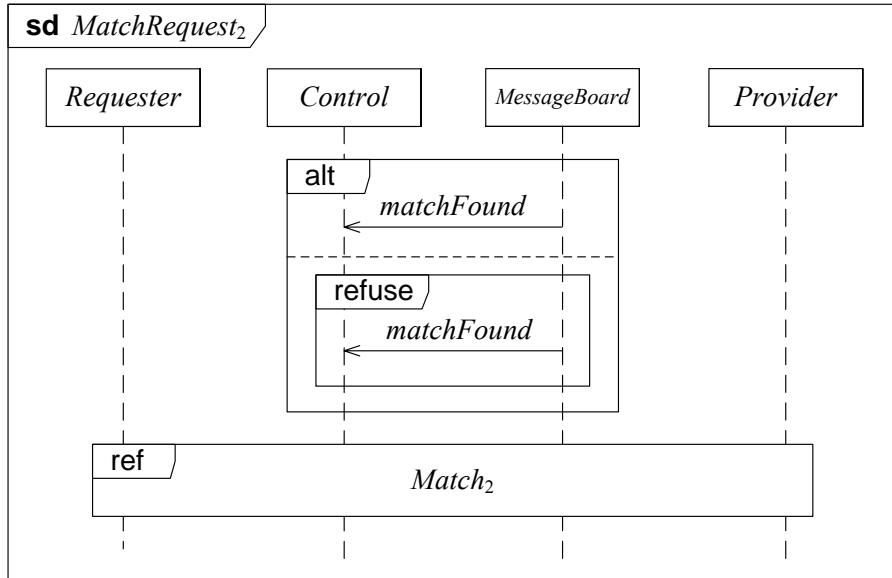 sd MatchRequest₂
Requester Control MessageBoard Provider
alt
matchFound
refuse
matchFound
ref
Match₂